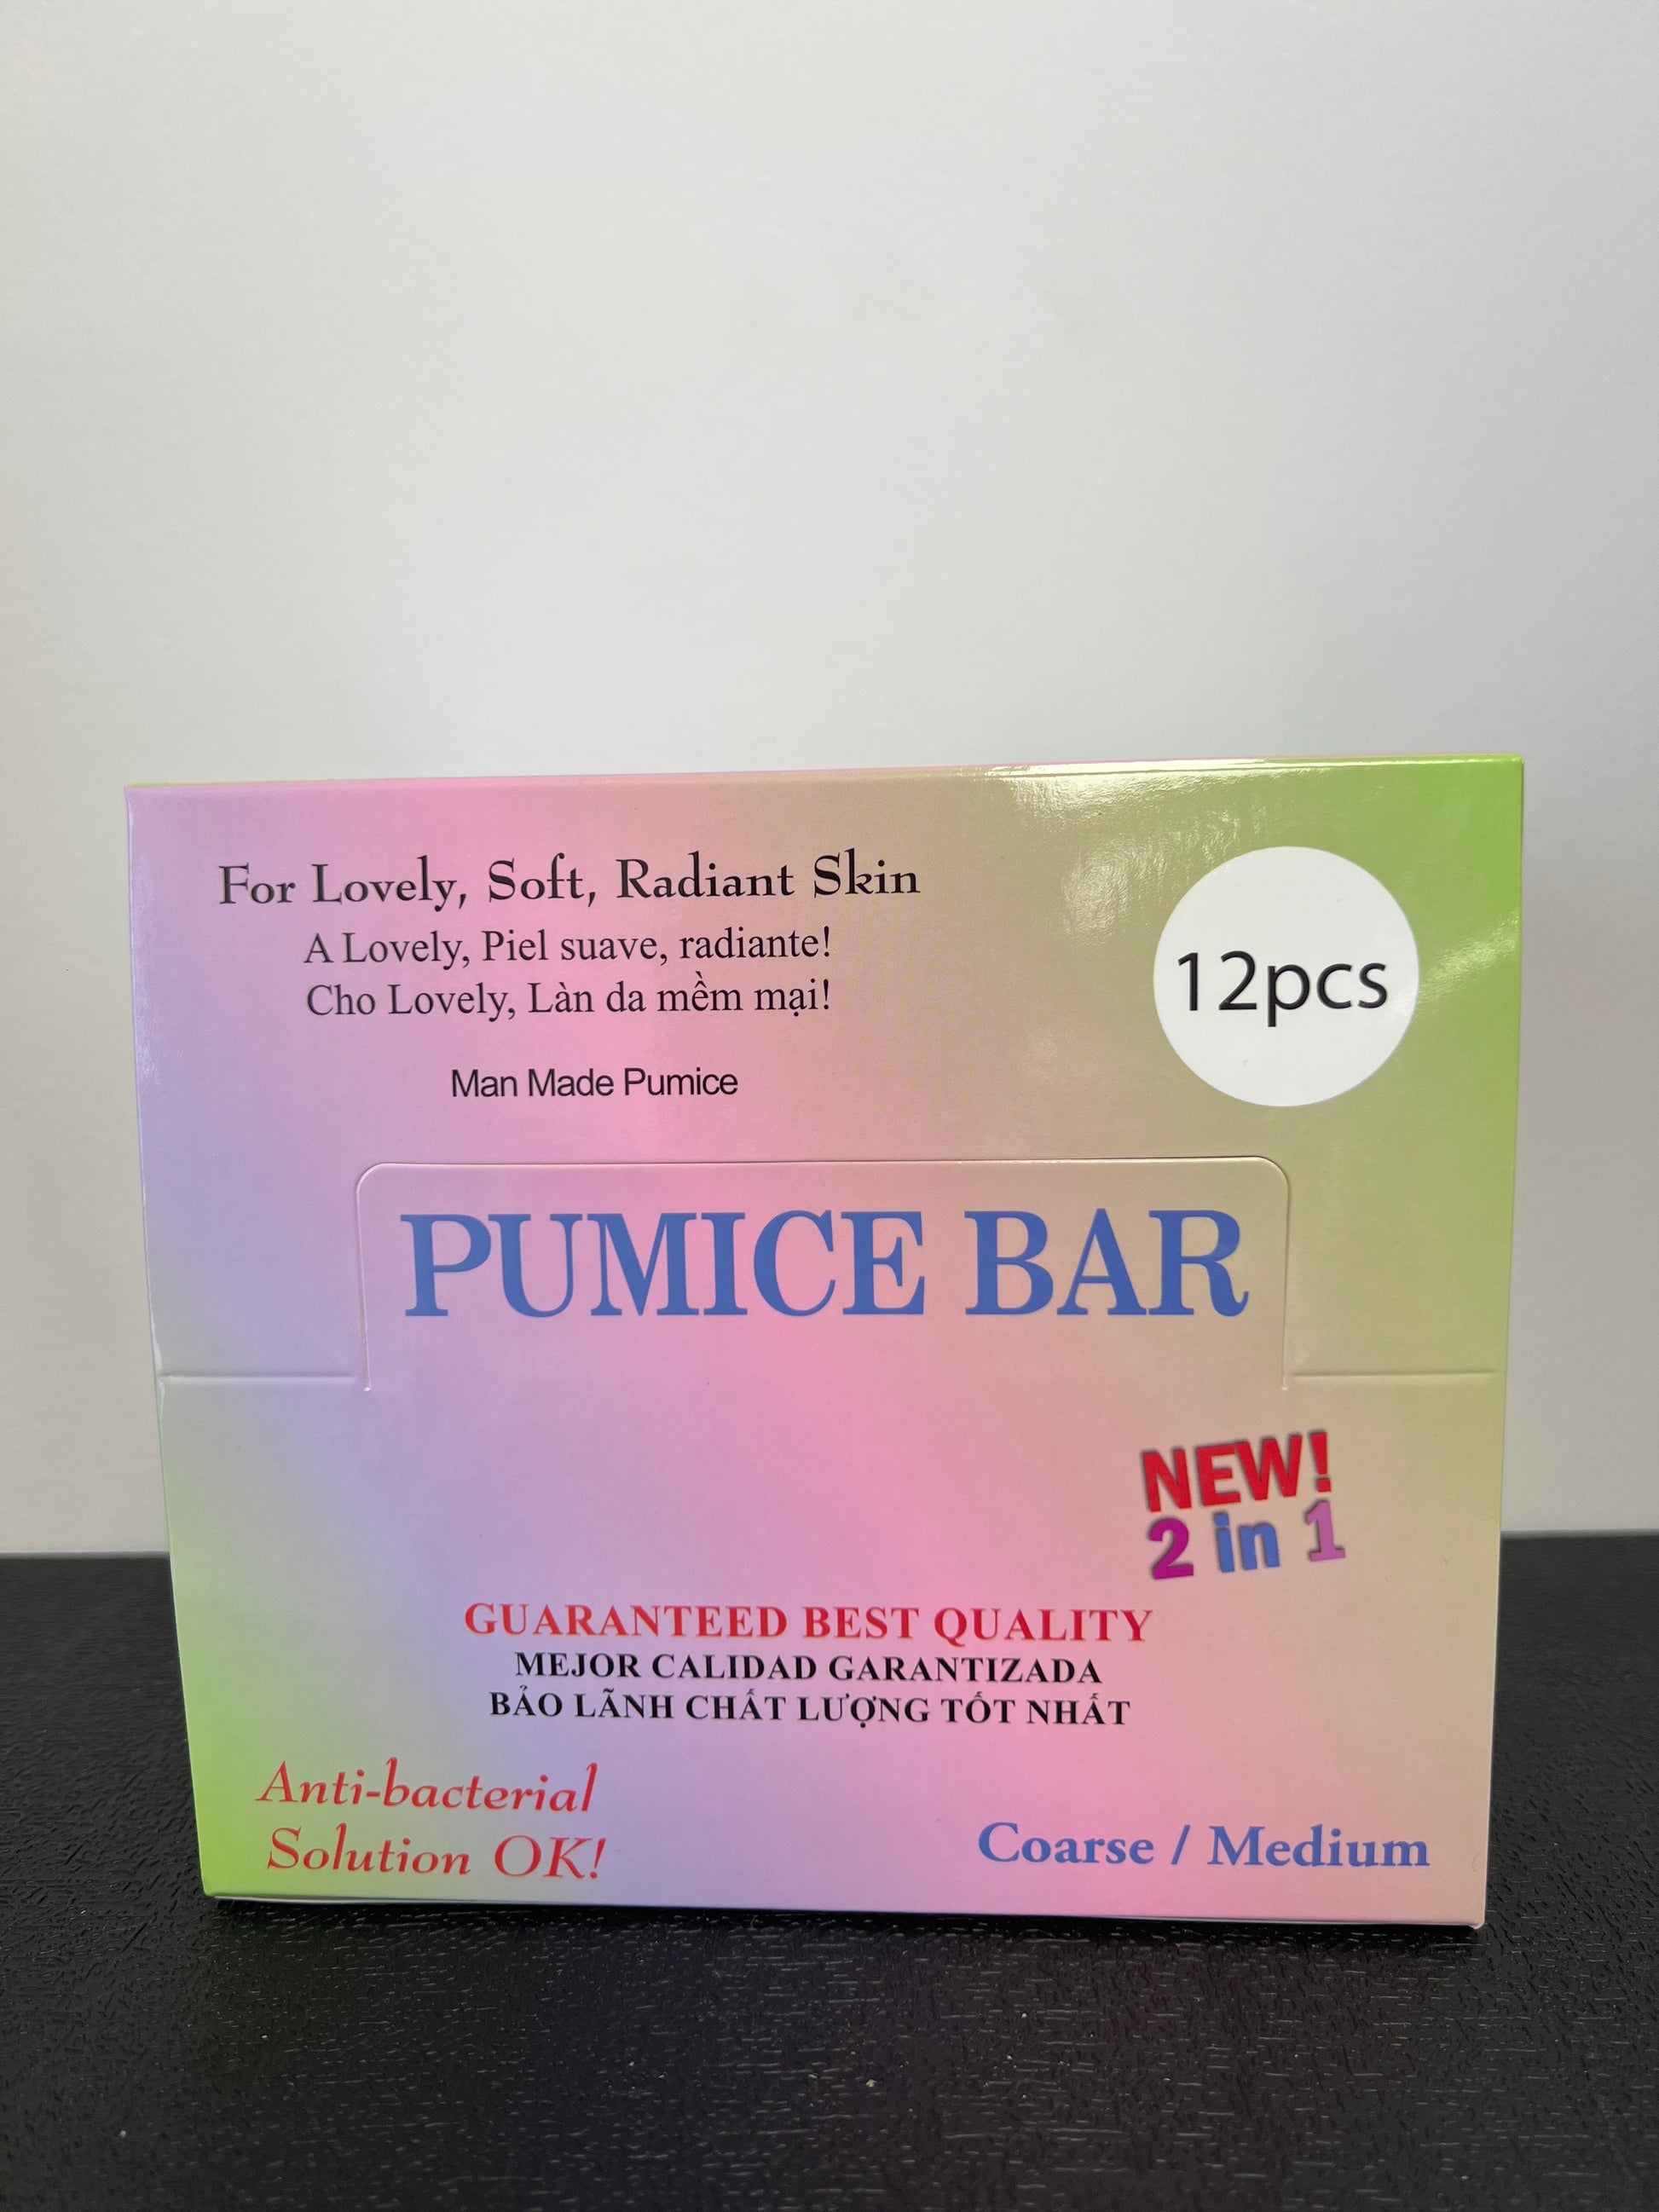 For Lovely, Soft, Radiant Skin
A Lovely, Piel suave, radiante!
Cho Lovely, Làn da mềm mại!
12pcs
Man Made Pumice
PUMICE BAR
NEW!
2 in 1
GUARANTEED BEST QUALITY
MEJOR CALIDAD GARANTIZADA
BẢO LÃNH CHẤT LƯỢNG TỐT NHẤT
Anti-bacterial
Solution OK!
Coarse / Medium